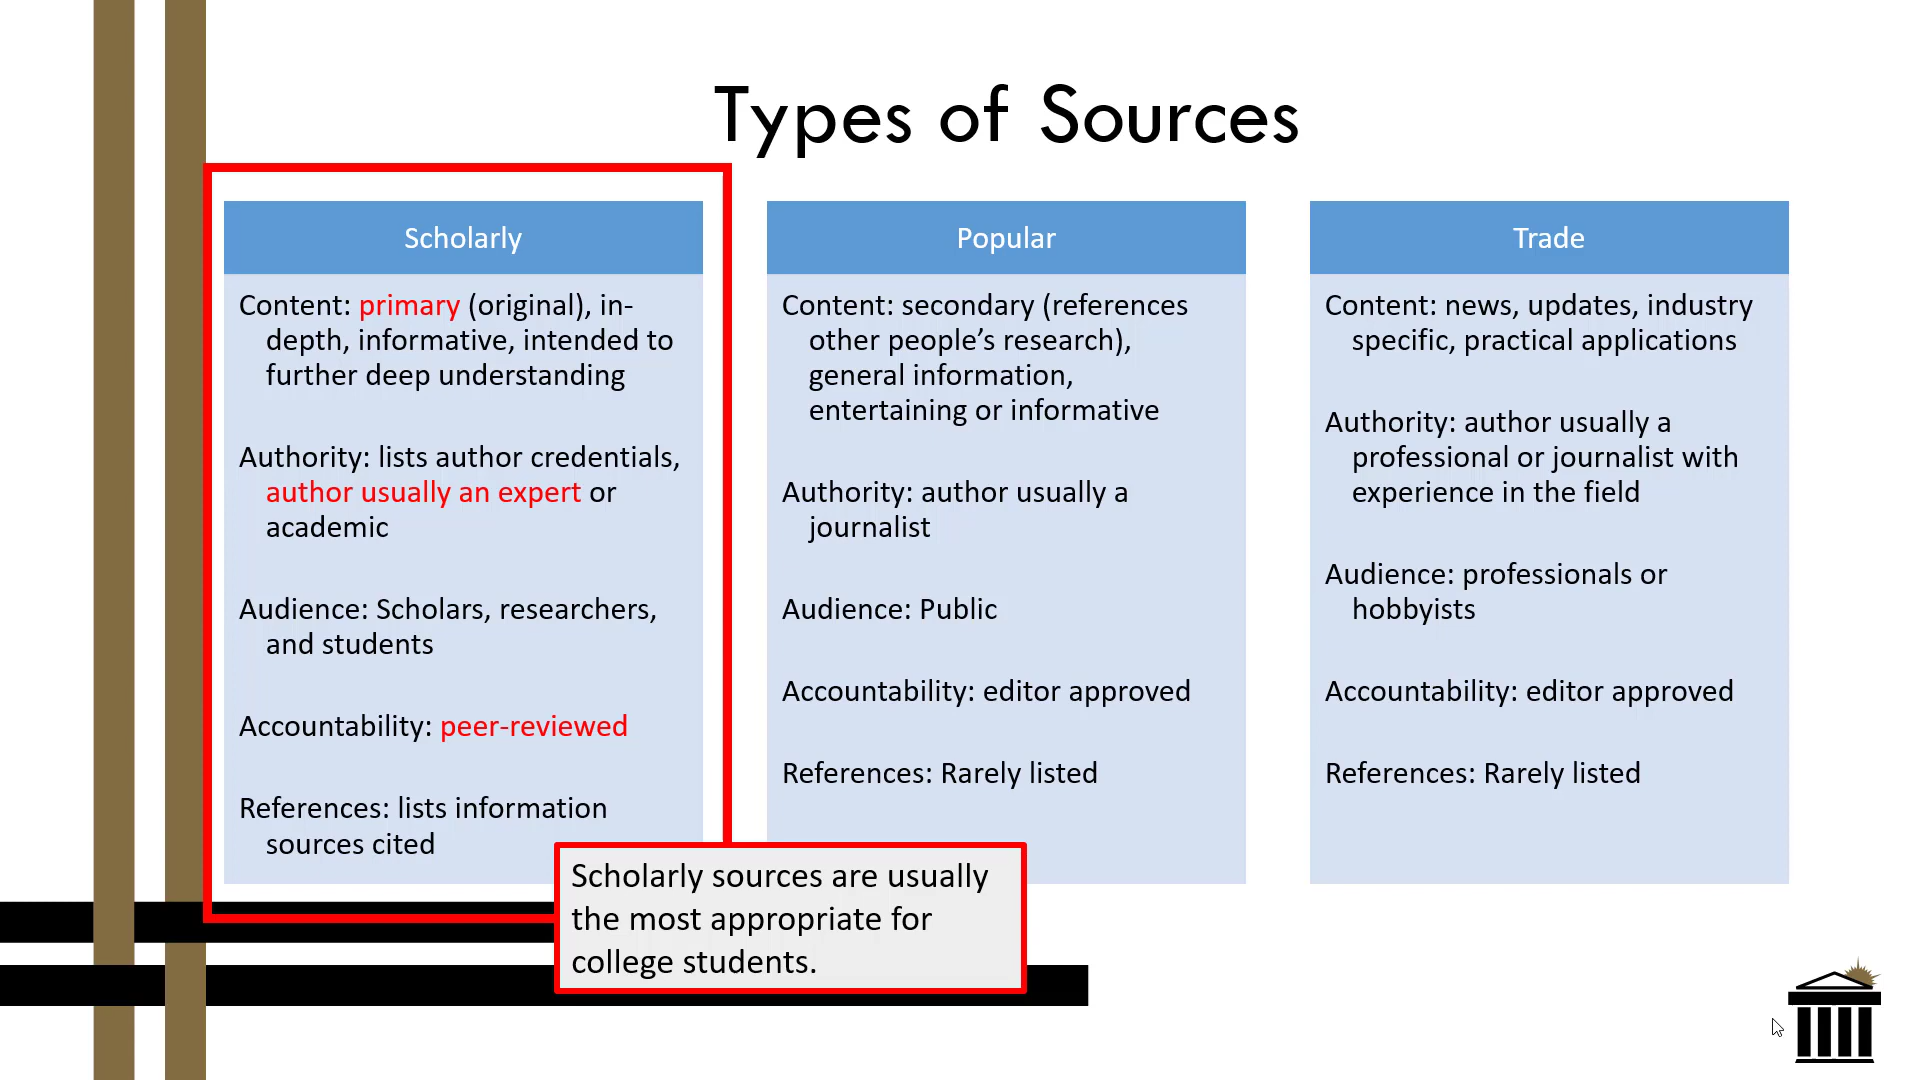 Types of Sources
Scholarly
Content: primary (original), in-
depth, informative, intended to
further deep understanding
Authority: lists author credentials,
author usually an expert or
academic
Audience: Scholars, researchers,
and students
Accountability: peer-reviewed
References: lists information
sources cited
Popular
Content: secondary (references
other people’s research),
general information,
entertaining or informative
Authority: author usually a
journalist
Audience: Public
Accountability: editor approved
References: Rarely listed
Trade
Content: news, updates, industry
specific, practical applications
Authority: author usually a
professional or journalist with
experience in the field
Audience: professionals or
hobbyists
Accountability: editor approved
References: Rarely listed
Scholarly sources are usually
the most appropriate for
college students.